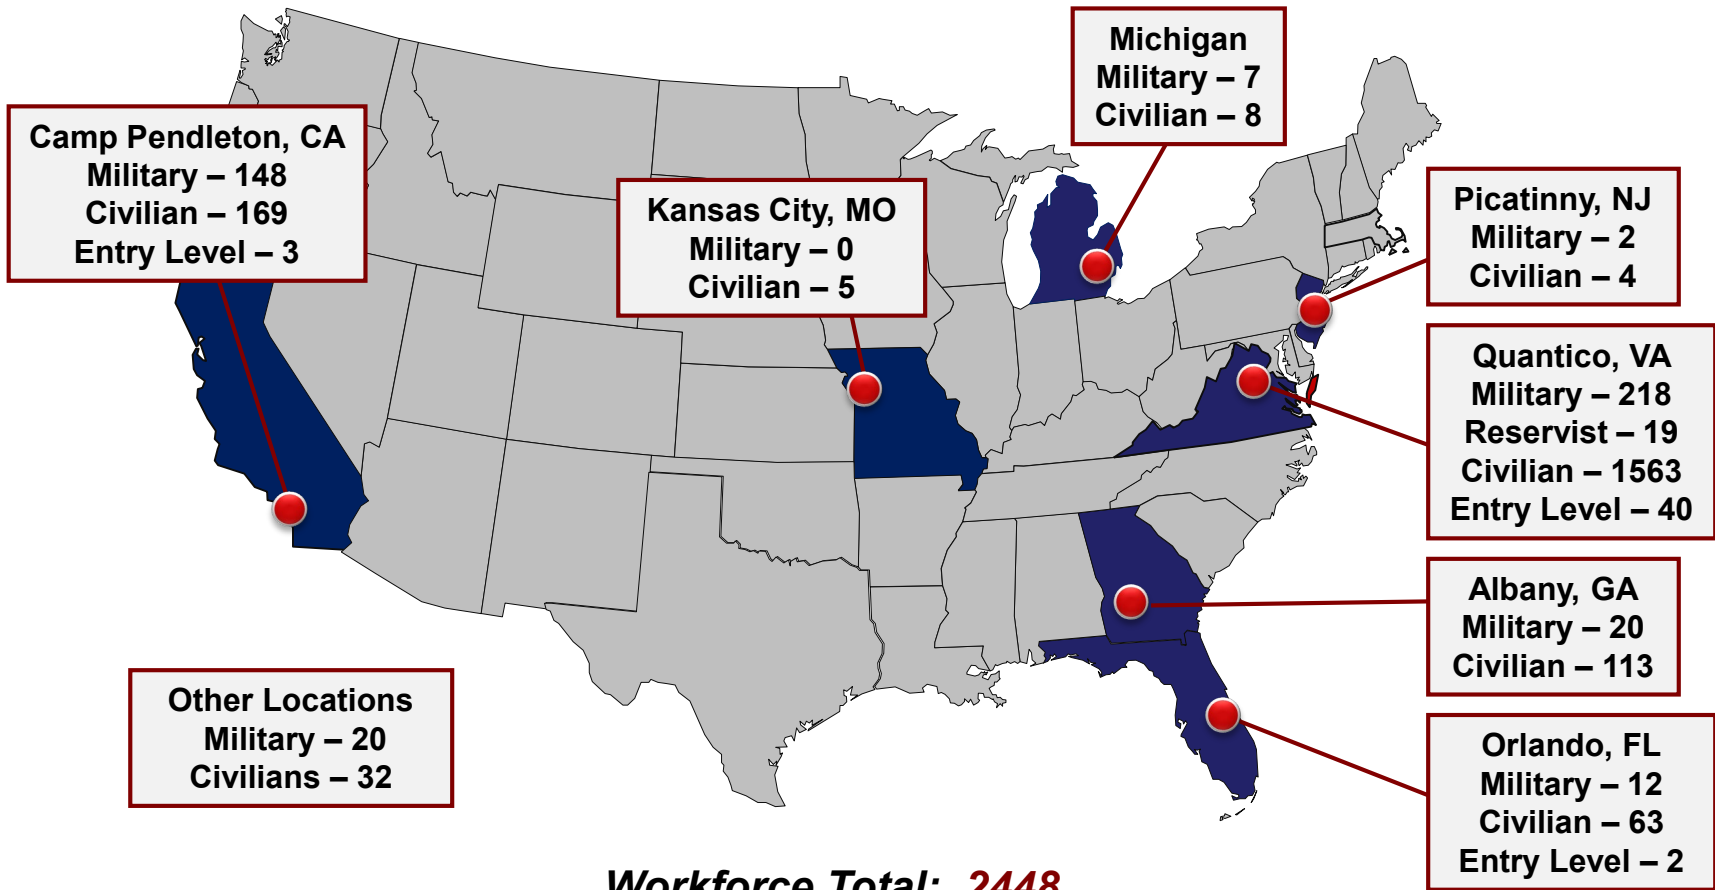 Michigan
Military – 7
Civilian – 8
Camp Pendleton, CA
Military – 148
Civilian – 169
Entry Level – 3
Kansas City, MO
Military – 0
Civilian – 5
Picatinny, NJ
Military – 2
Civilian – 4
Quantico, VA
Military – 218
Reservist – 19
Civilian – 1563
Entry Level – 40
Albany, GA
Military – 20
Civilian – 113
Other Locations
Military – 20
Civilians – 32
Orlando, FL
Military – 12
Civilian – 63
Entry Level – 2
Workforce Total: 2448